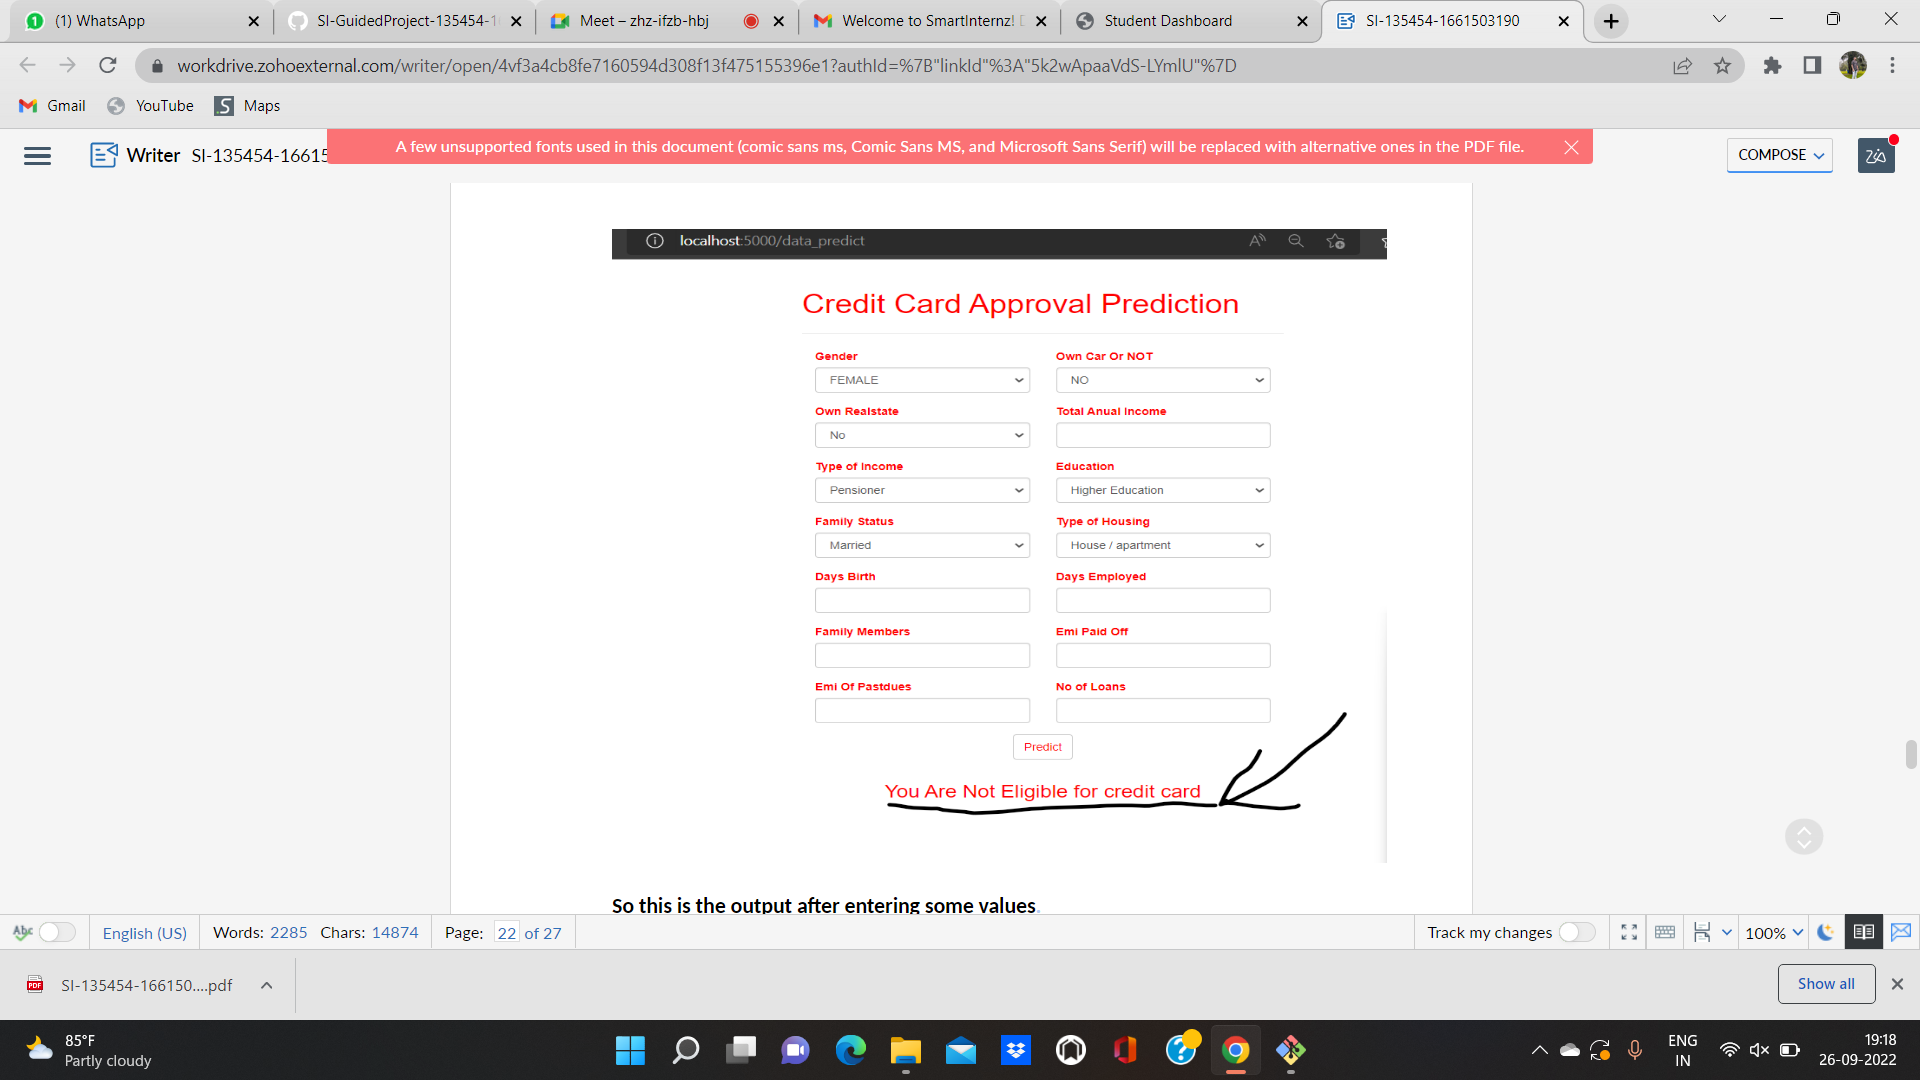 (1) WhatsApp
SI-GuidedProject-135454-1
Meet – zhz-ifzb-hbj
Welcome to SmartInternz!
Student Dashboard
SI-135454-1661503190
workdrive.zohoexternal.com/writer/open/4vf3a4cb8fe7160594d308f13f475155396e1?authId=%7B"linkId"%3A"5k2wApaaVdS-LYmlU"%7D
Gmail
YouTube
Maps
Writer SI-135454-16615
A few unsupported fonts used in this document (comic sans ms, Comic Sans MS, and Microsoft Sans Serif) will be replaced with alternative ones in the PDF file.
COMPOSE
localhost:5000/data_predict
Credit Card Approval Prediction
Gender Own Car Or NOT
FEMALE NO
Own Realstate Total Anual Income
No
Type of Income Education
Pensioner Higher Education
Family Status Type of Housing
Married House / apartment
Days Birth Days Employed
Family Members Emi Paid Off
Emi Of Pastdues No of Loans
Predict
You Are Not Eligible for credit card
So this is the output after entering some values.
Abc English (US) Words: 2285 Chars: 14874 Page: 22 of 27 Track my changes 100%
PDF SI-135454-166150....pdf Show all
85°F
Partly cloudy
ENG
IN
19:18
26-09-2022